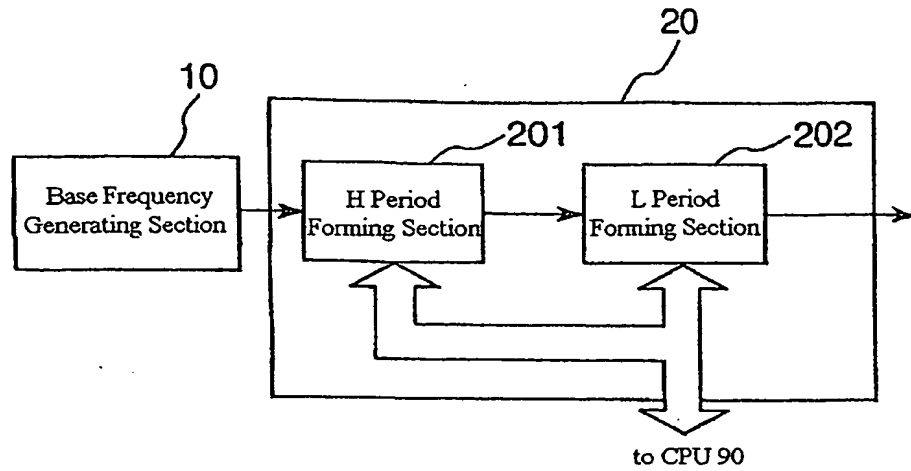 20
10
201
202
Base Frequency
Generating Section
H Period
Forming Section
L Period
Forming Section
to CPU 90